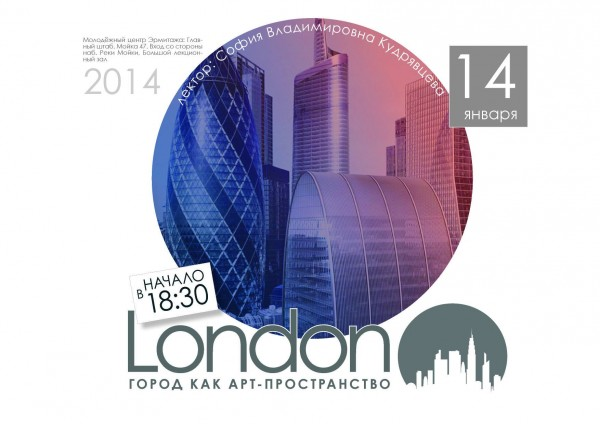 Молодёжный центр Эрмитажа: Глав-
ный штаб, Мойка 47, Вход со стороны
наб. Реки Мойки, Большой лекцион-
ный зал
2014
лектор: София Владимировна Кудрявцева
14
января
НАЧАЛО
В 18:30
London
ГОРОД КАК АРТ-ПРОСТРАНСТВО